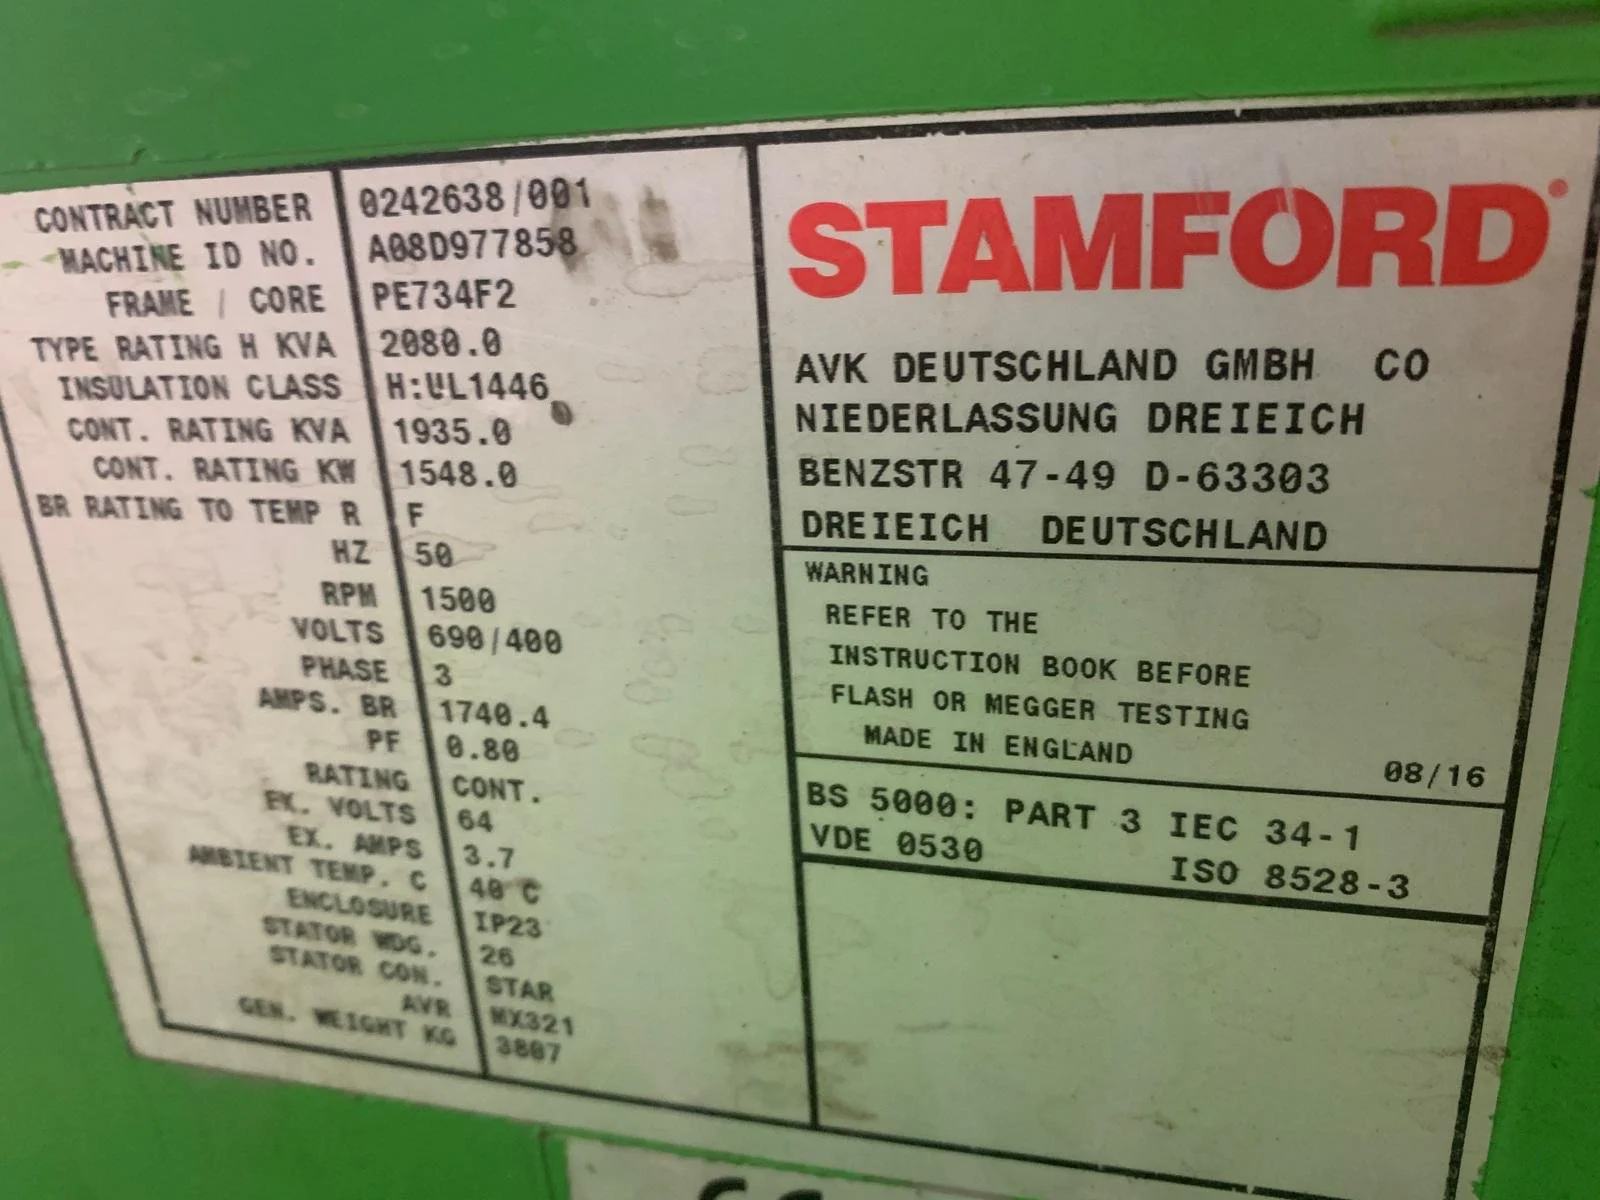 CONTRACT NUMBER 0242638/001
MACHINE ID NO. A08D977858
FRAME / CORE PE734F2
TYPE RATING H KVA 2080.0
INSULATION CLASS H:UL1446
CONT. RATING KVA 1935.0
CONT. RATING KW 1548.0
BR RATING TO TEMP R F
HZ 50
RPM 1500
VOLTS 690/400
PHASE 3
AMPS. BR 1740.4
PF 0.80
RATING CONT.
EX. VOLTS 64
EX. AMPS 3.7
AMBIENT TEMP. C 40 C
ENCLOSURE IP23
STATOR WDG. 26
STATOR CON. STAR
AVR MX321
GEN. WEIGHT KG 3807
STAMFORD®
AVK DEUTSCHLAND GMBH CO
NIEDERLASSUNG DREIEICH
BENZSTR 47-49 D-63303
DREIEICH DEUTSCHLAND
WARNING
REFER TO THE
INSTRUCTION BOOK BEFORE
FLASH OR MEGGER TESTING
MADE IN ENGLAND
08/16
BS 5000: PART 3 IEC 34-1
VDE 0530 ISO 8528-3